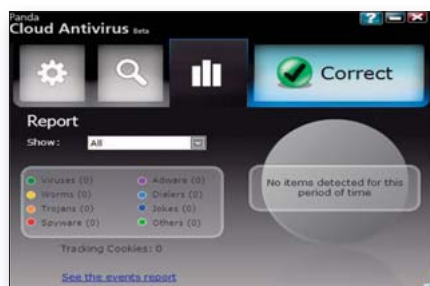 Panda
Cloud Antivirus Beta
Correct
Report
Show: All
Viruses (0)
Adware (0)
Worms (0)
Dialers (0)
Trojans (0)
Jokes (0)
Spyware (0)
Others (0)
No items detected for this
period of time
Tracking Cookies: 0
See the events report